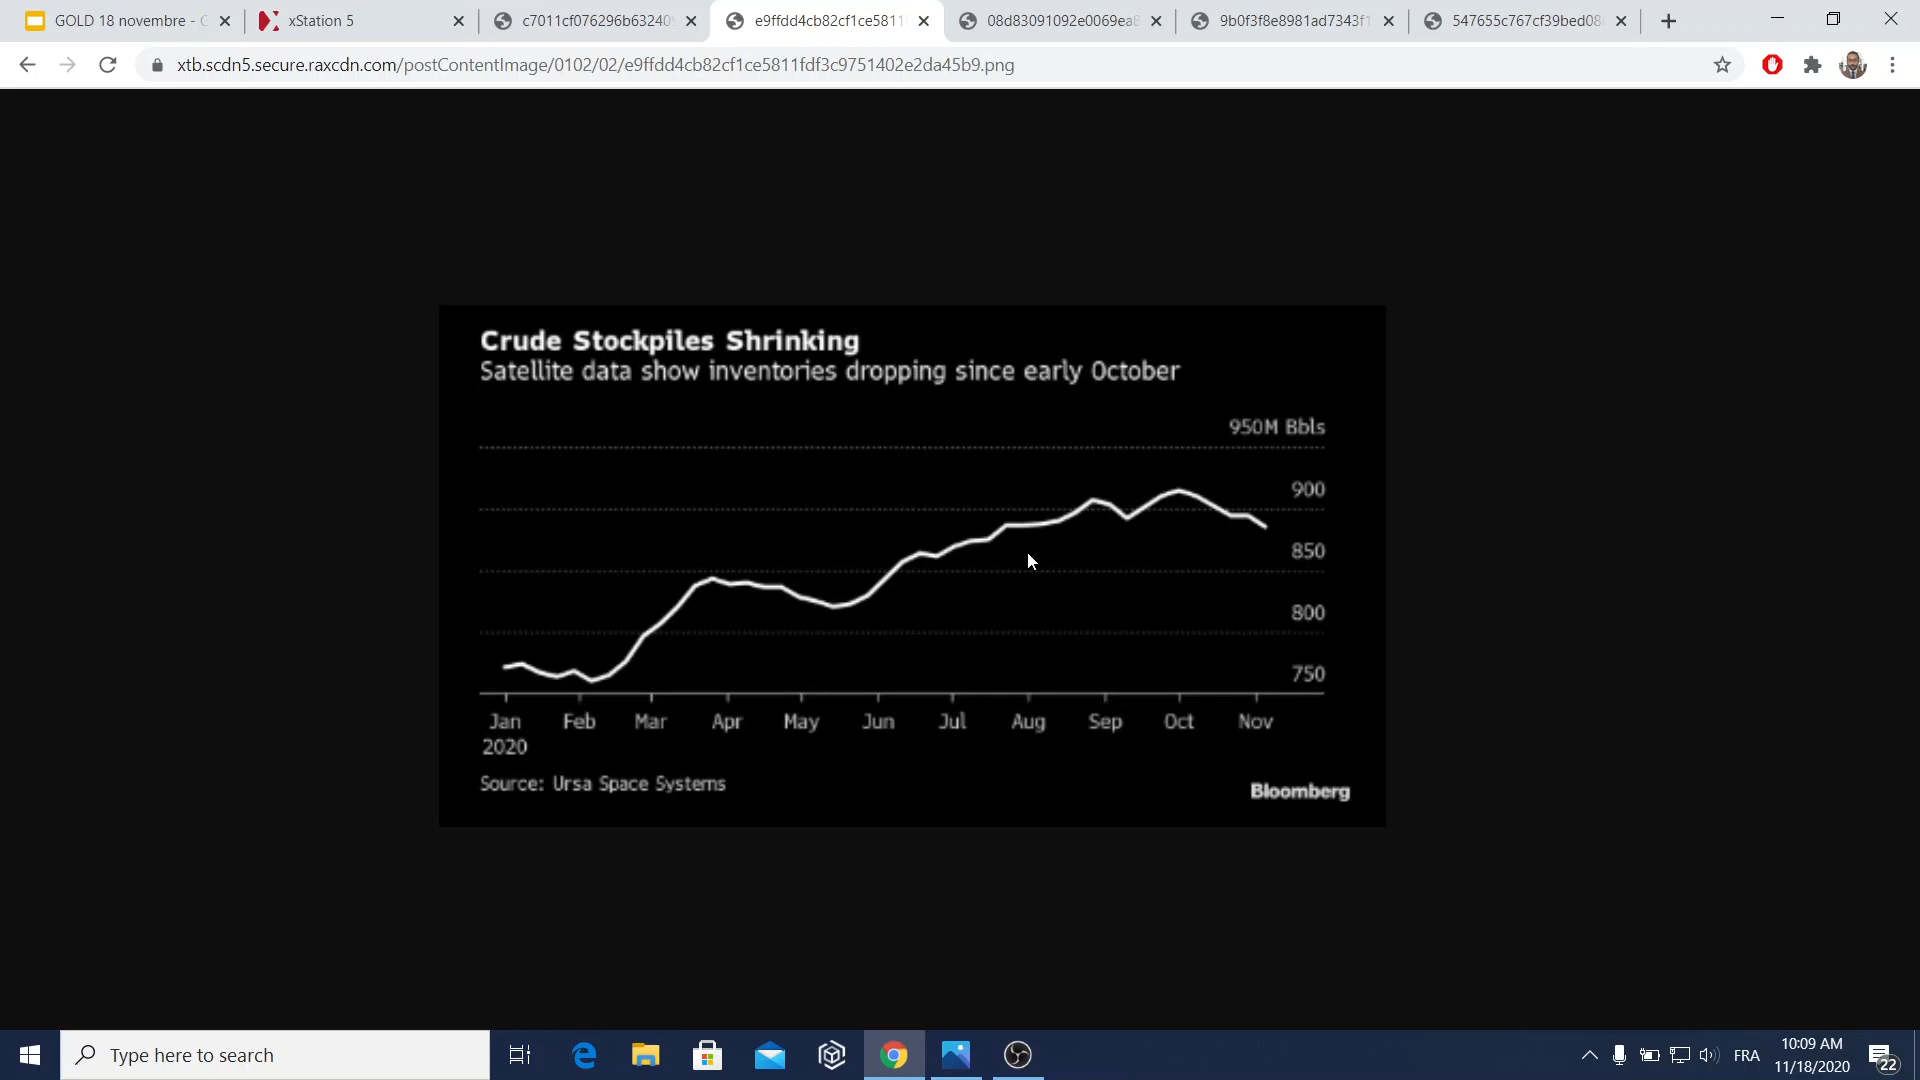 GOLD 18 novembre - G
xStation 5
c7011cf076296b632409
e9ffdd4cb82cf1ce5811
08d83091092e0069ea8
9b0f3f8e8981ad7343f1
547655c767cf39bed08
xtb.scdn5.secure.raxcdn.com/postContentImage/0102/02/e9ffdd4cb82cf1ce5811fdf3c9751402e2da45b9.png
Crude Stockpiles Shrinking
Satellite data show inventories dropping since early October
950M Bbls
900
850
800
750
Jan Feb Mar Apr May Jun Jul Aug Sep Oct Nov
2020
Source: Ursa Space Systems
Bloomberg
Type here to search
FRA
10:09 AM
11/18/2020
22